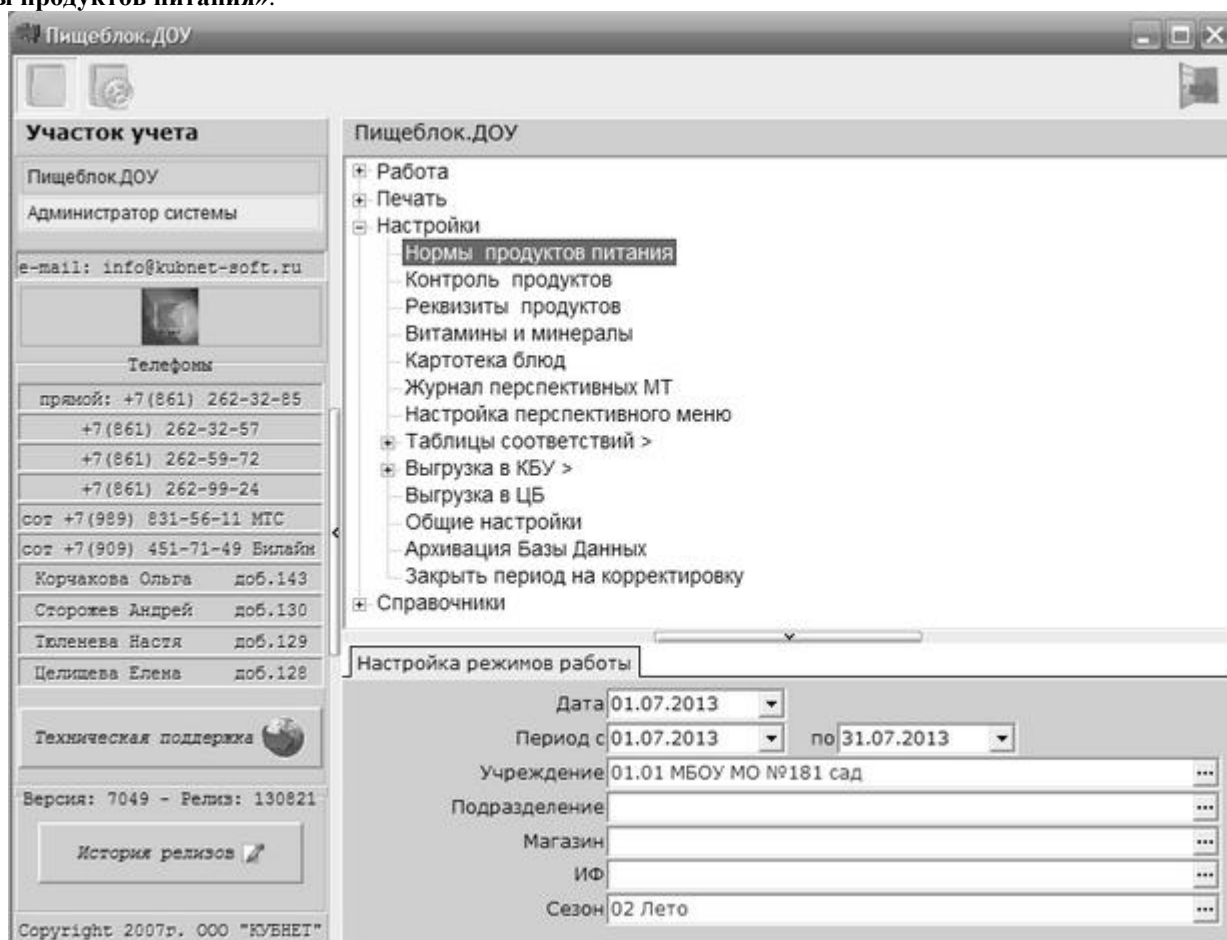 ы продуктов питания».
Пищеблок.ДОУ
Участок учета
Пищеблок.ДОУ
Администратор системы
e-mail: info@kubnet-soft.ru
Телефоны
прямой: +7(861) 262-32-85
+7(861) 262-32-57
+7(861) 262-59-72
+7(861) 262-99-24
сот +7(989) 831-56-11 МТС
сот +7(909) 451-71-49 Билайн
Корчакова Ольга доб.143
Сторожев Андрей доб.130
Тюленева Настя доб.129
Целищева Елена доб.128
Техническая поддержка
Версия: 7049 - Релиз: 130821
История релизов
Copyright 2007г. ООО "КУБНЕТ"
Пищеблок.ДОУ
Работа
Печать
Настройки
Нормы продуктов питания
Контроль продуктов
Реквизиты продуктов
Витамины и минералы
Картотека блюд
Журнал перспективных МТ
Настройка перспективного меню
Таблицы соответствий >
Выгрузка в КБУ >
Выгрузка в ЦБ
Общие настройки
Архивация Базы Данных
Закрыть период на корректировку
Справочники
Настройка режимов работы
Дата 01.07.2013
Период с 01.07.2013 по 31.07.2013
Учреждение 01.01 МБОУ МО №181 сад
Подразделение
Магазин
ИФ
Сезон 02 Лето